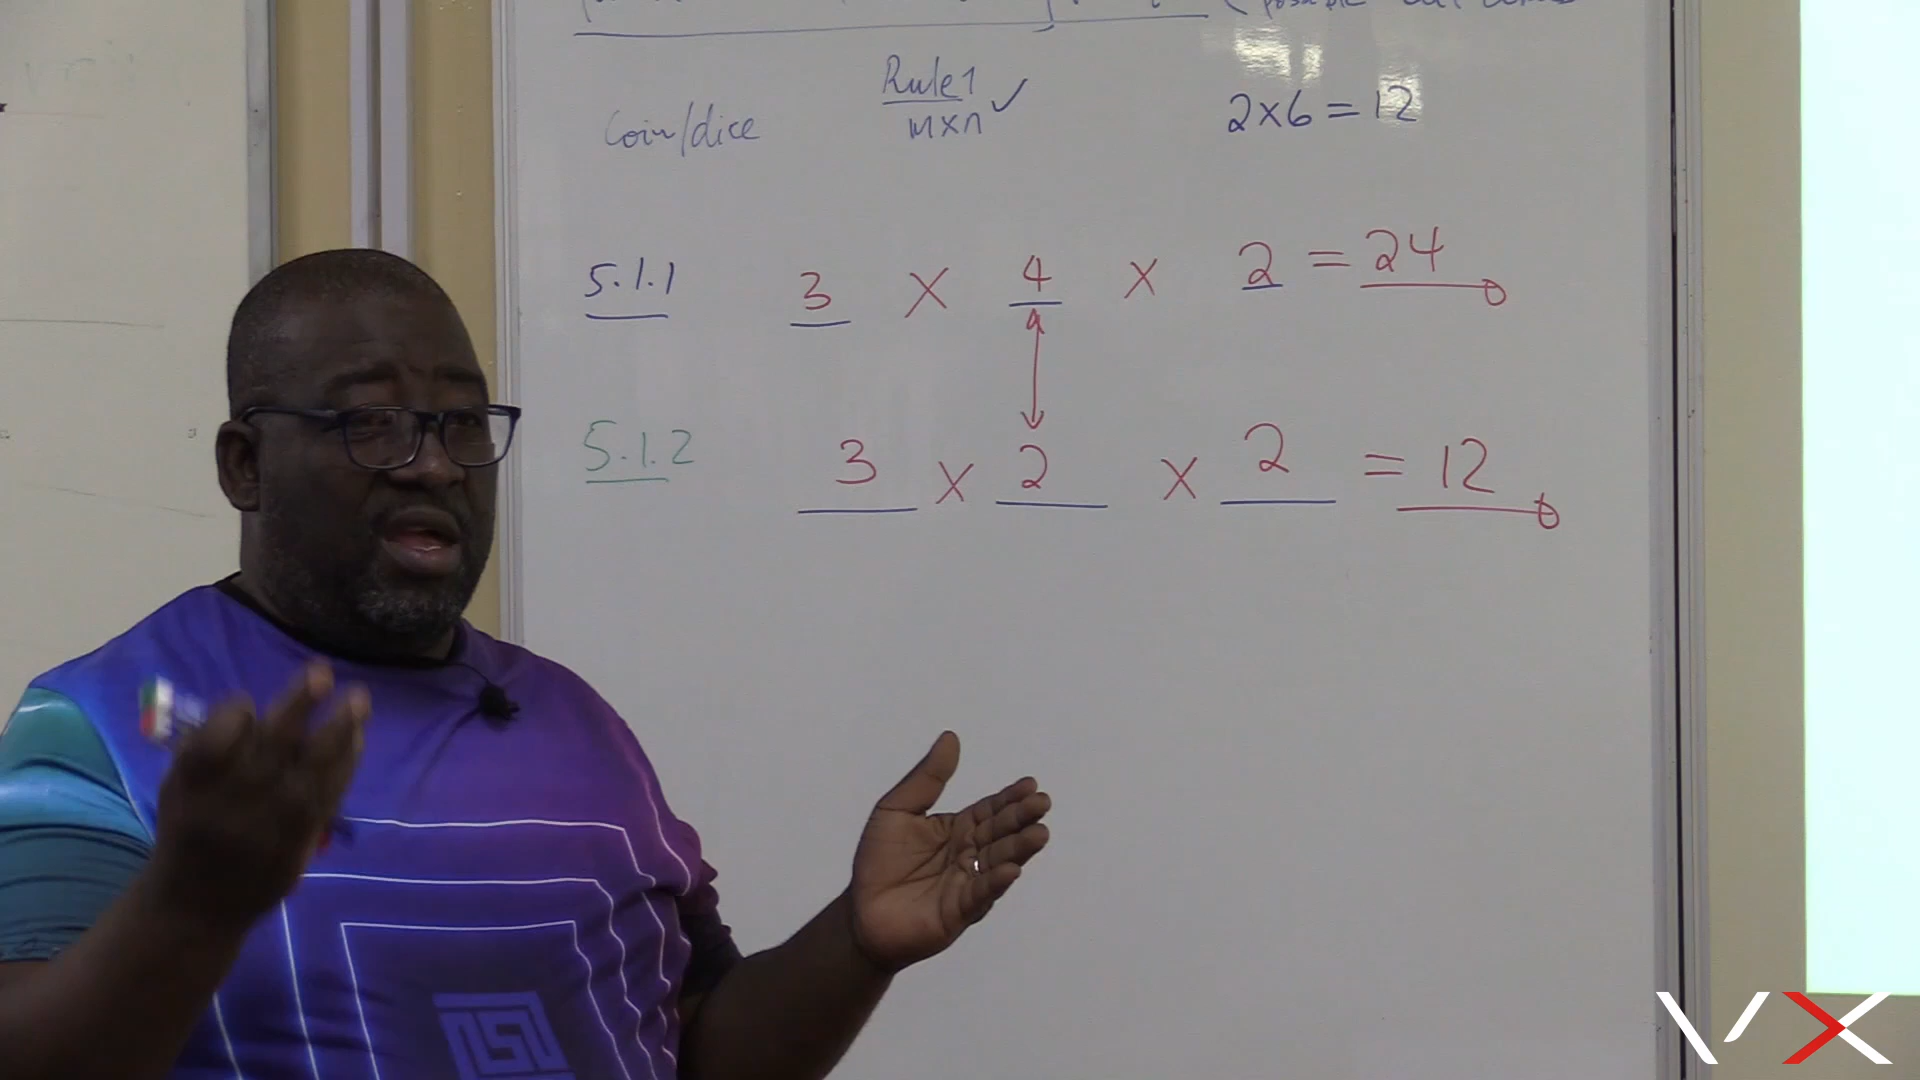 Coin/dice
Rule 1
m×n ✓
2×6=12
5.1.1 3 × 4 × 2 = 24
5.1.2 3 × 2 × 2 = 12
VX